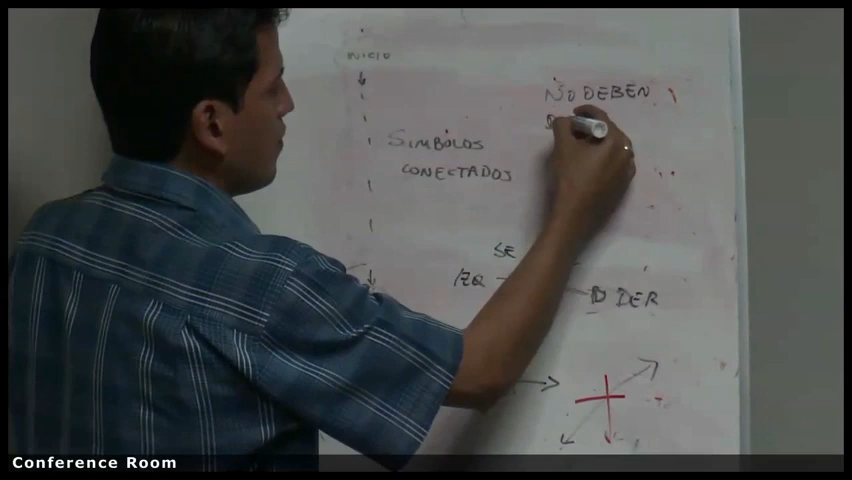 INICIO
NO DEBEN
SIMBOLOS
CONECTADOS
SE
IZQ
DER
Conference Room